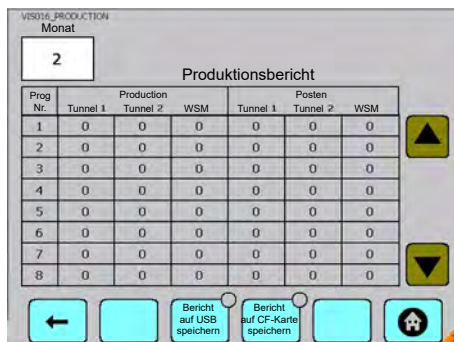 VIS016_PRODUCTION
Monat
2
Produktionsbericht
Prog Nr. Production Posten
Tunnel 1 Tunnel 2 WSM Tunnel 1 Tunnel 2 WSM
1 0 0 0 0 0 0
2 0 0 0 0 0 0
3 0 0 0 0 0 0
4 0 0 0 0 0 0
5 0 0 0 0 0 0
6 0 0 0 0 0 0
7 0 0 0 0 0 0
8 0 0 0 0 0 0
Bericht
auf USB
speichern
Bericht
auf CF-Karte
speichern